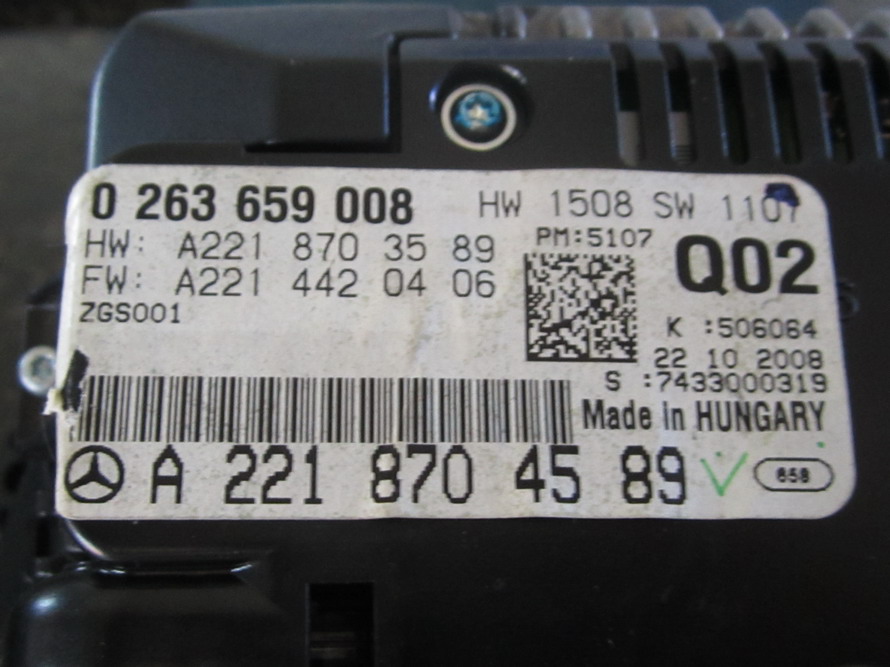 0 263 659 008 HW 1508 SW 1107
HW: A221 870 35 89 PM:5107 Q02
FW: A221 442 04 06
ZGS001
K :506064
22 10 2008
S :7433000319
Made in HUNGARY
A 221 870 45 89 658